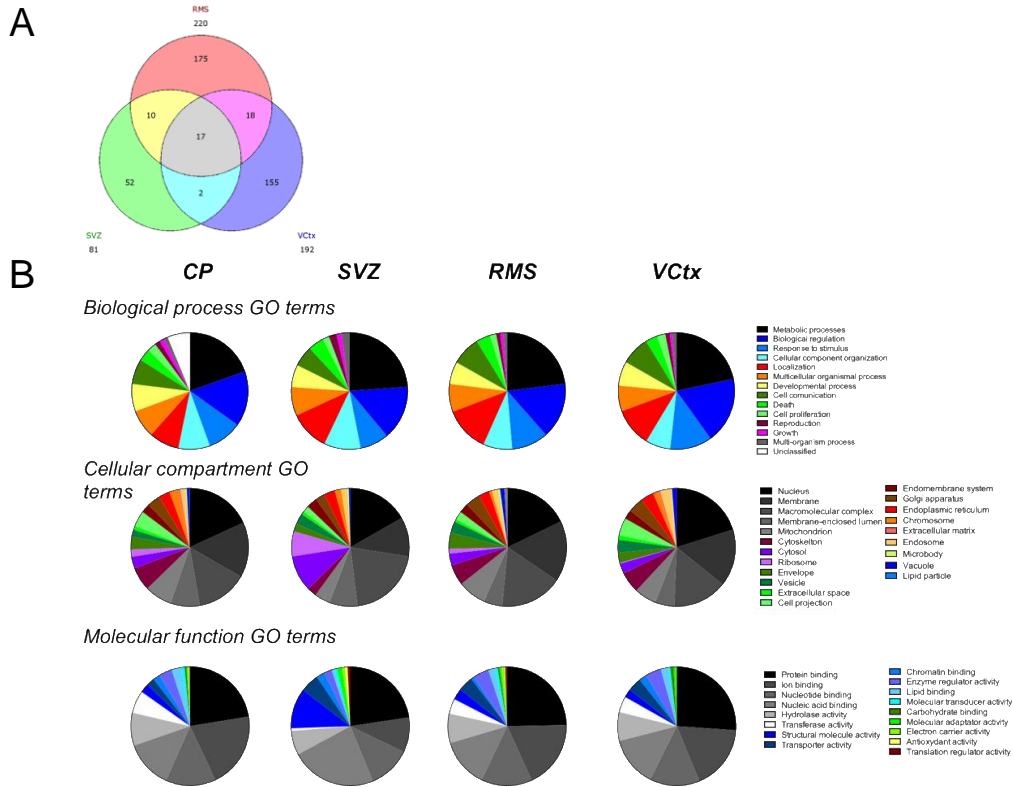 A
RMS
220
175
10
18
17
52
2
155
SVZ
81
VCtx
192
B
CP
SVZ
RMS
VCtx
Biological process GO terms
Metabolic processes
Biological regulation
Response to stimulus
Cellular component organization
Localization
Multicellular organismal process
Developmental process
Cell comunication
Death
Cell proliferation
Reproduction
Growth
Multi-organism process
Unclassified
Cellular compartment GO
terms
Nucleus
Membrane
Macromolecular complex
Membrane-enclosed lumen
Mitochondrion
Cytoskelton
Cytosol
Ribosome
Envelope
Vesicle
Extracellular space
Cell projection
Endomembrane system
Golgi apparatus
Endoplasmic reticulum
Chromosome
Extracellular matrix
Endosome
Microbody
Vacuole
Lipid particle
Molecular function GO terms
Protein binding
Ion binding
Nucleotide binding
Nucleic acid binding
Hydrolase activity
Transferase activity
Structural molecule activity
Transporter activity
Chromatin binding
Enzyme regulator activity
Lipid binding
Molecular transducer activity
Carbohydrate binding
Molecular adaptator activity
Electron carrier activity
Antioxydant activity
Translation regulator activity